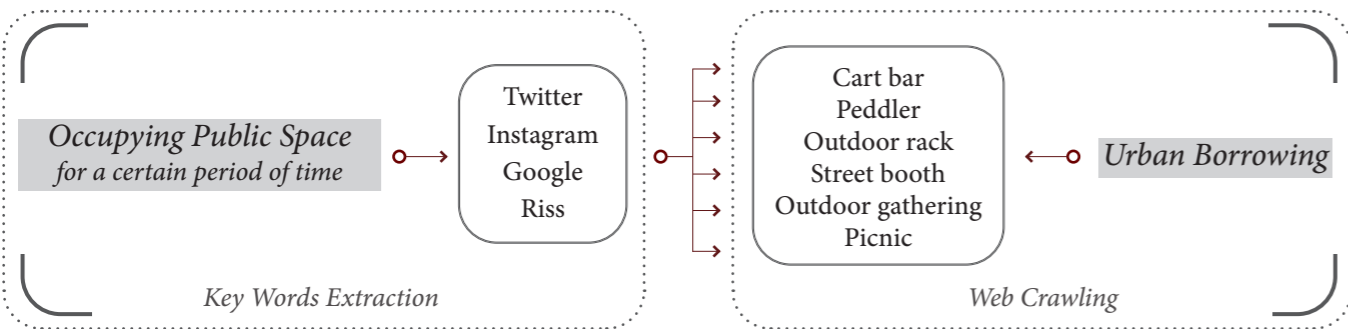 Occupying Public Space
for a certain period of time
Twitter
Instagram
Google
Riss
Key Words Extraction
Cart bar
Peddler
Outdoor rack
Street booth
Outdoor gathering
Picnic
Urban Borrowing
Web Crawling